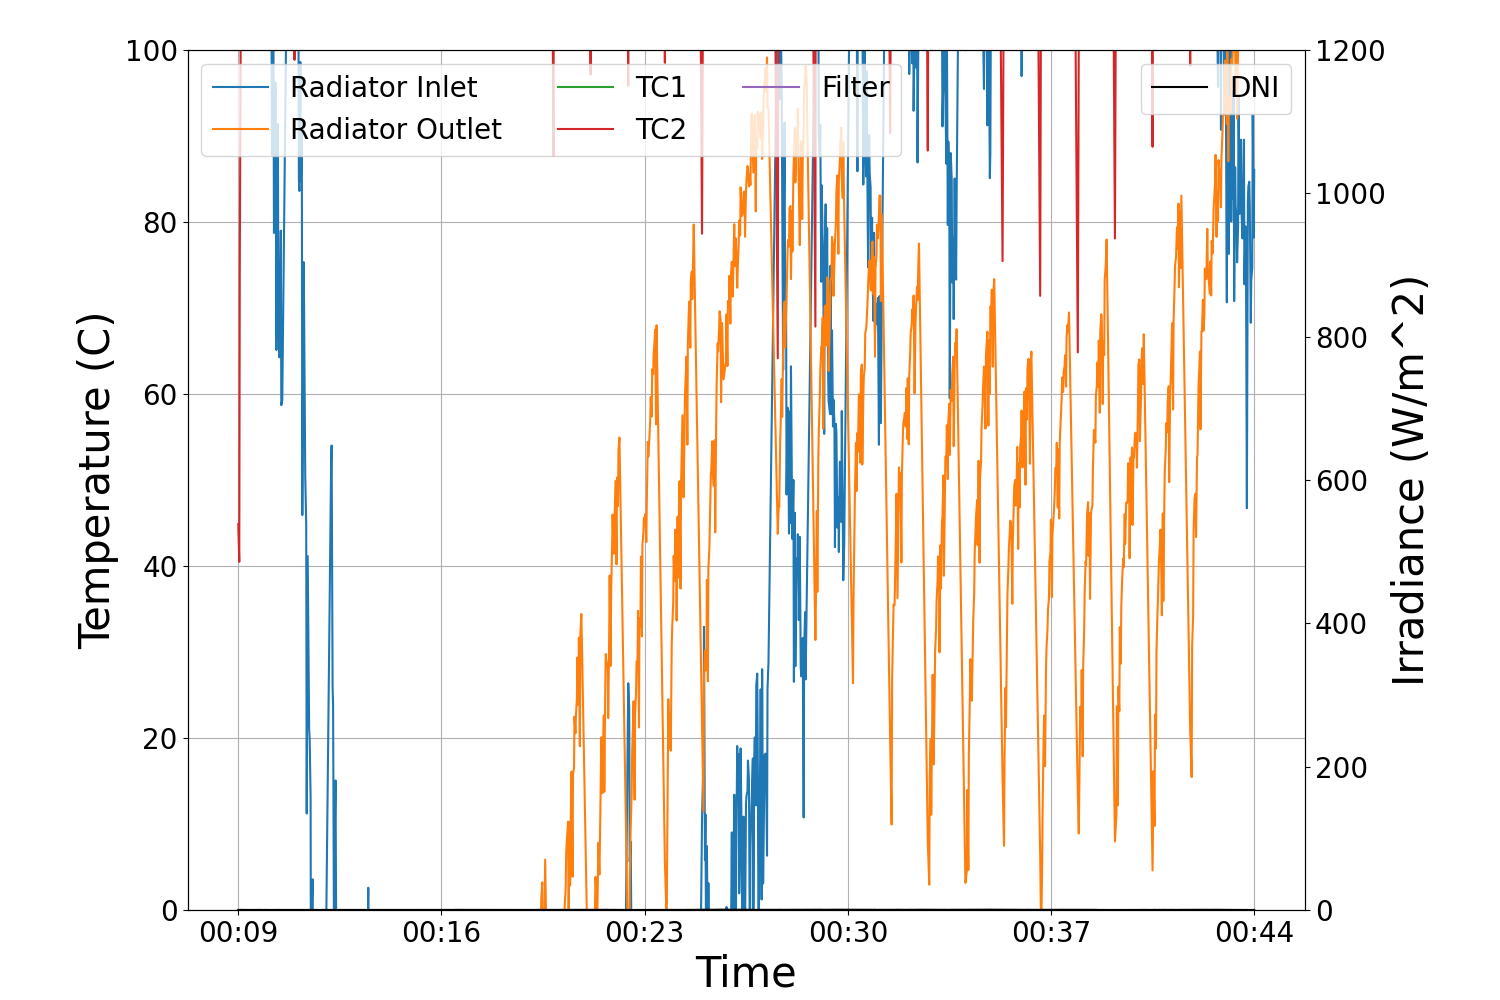 100
80
60
40
20
0
Temperature (C)
Radiator Inlet
Radiator Outlet
TC1
TC2
Filter
DNI
1200
1000
800
600
400
200
0
Irradiance (W/m^2)
00:09 00:16 00:23 00:30 00:37 00:44
Time